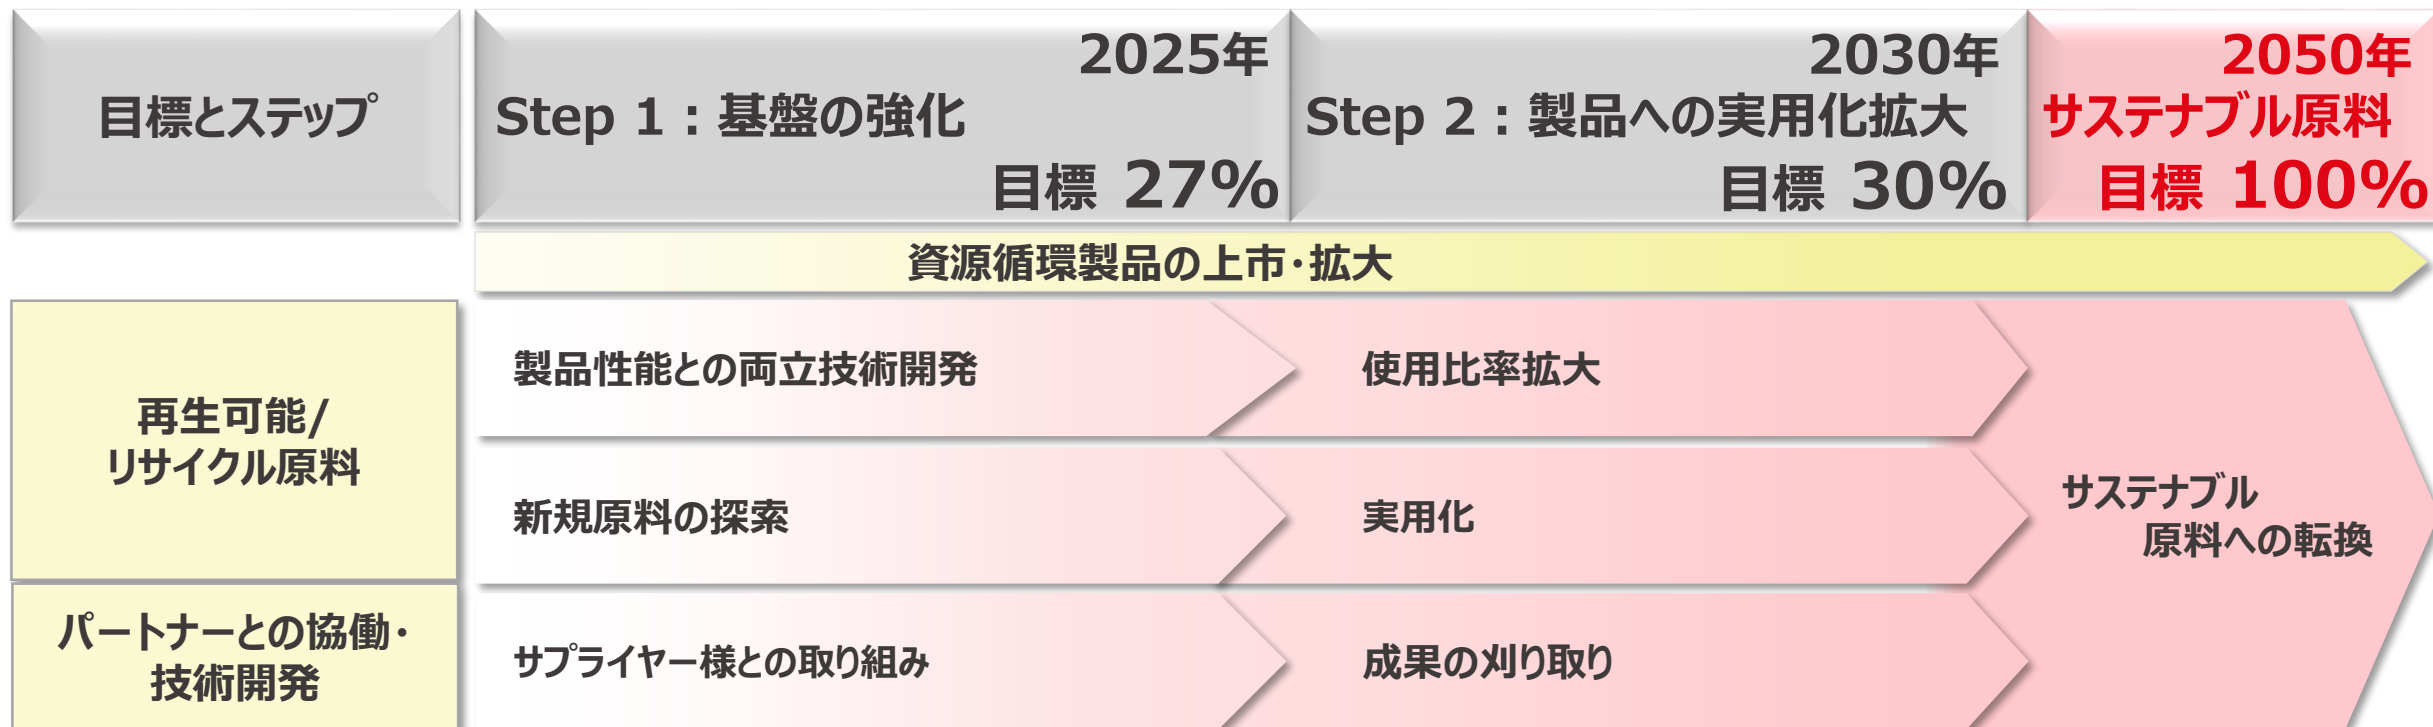 目標とステップ
2025年
Step 1：基盤の強化
目標 27%
2030年
Step 2：製品への実用化拡大
目標 30%
2050年
サステナブル原料
目標 100%
資源循環製品の上市･拡大
再生可能/
リサイクル原料
製品性能との両立技術開発
使用比率拡大
新規原料の探索
実用化
サステナブル
原料への転換
パートナーとの協働･
技術開発
サプライヤー様との取り組み
成果の刈り取り